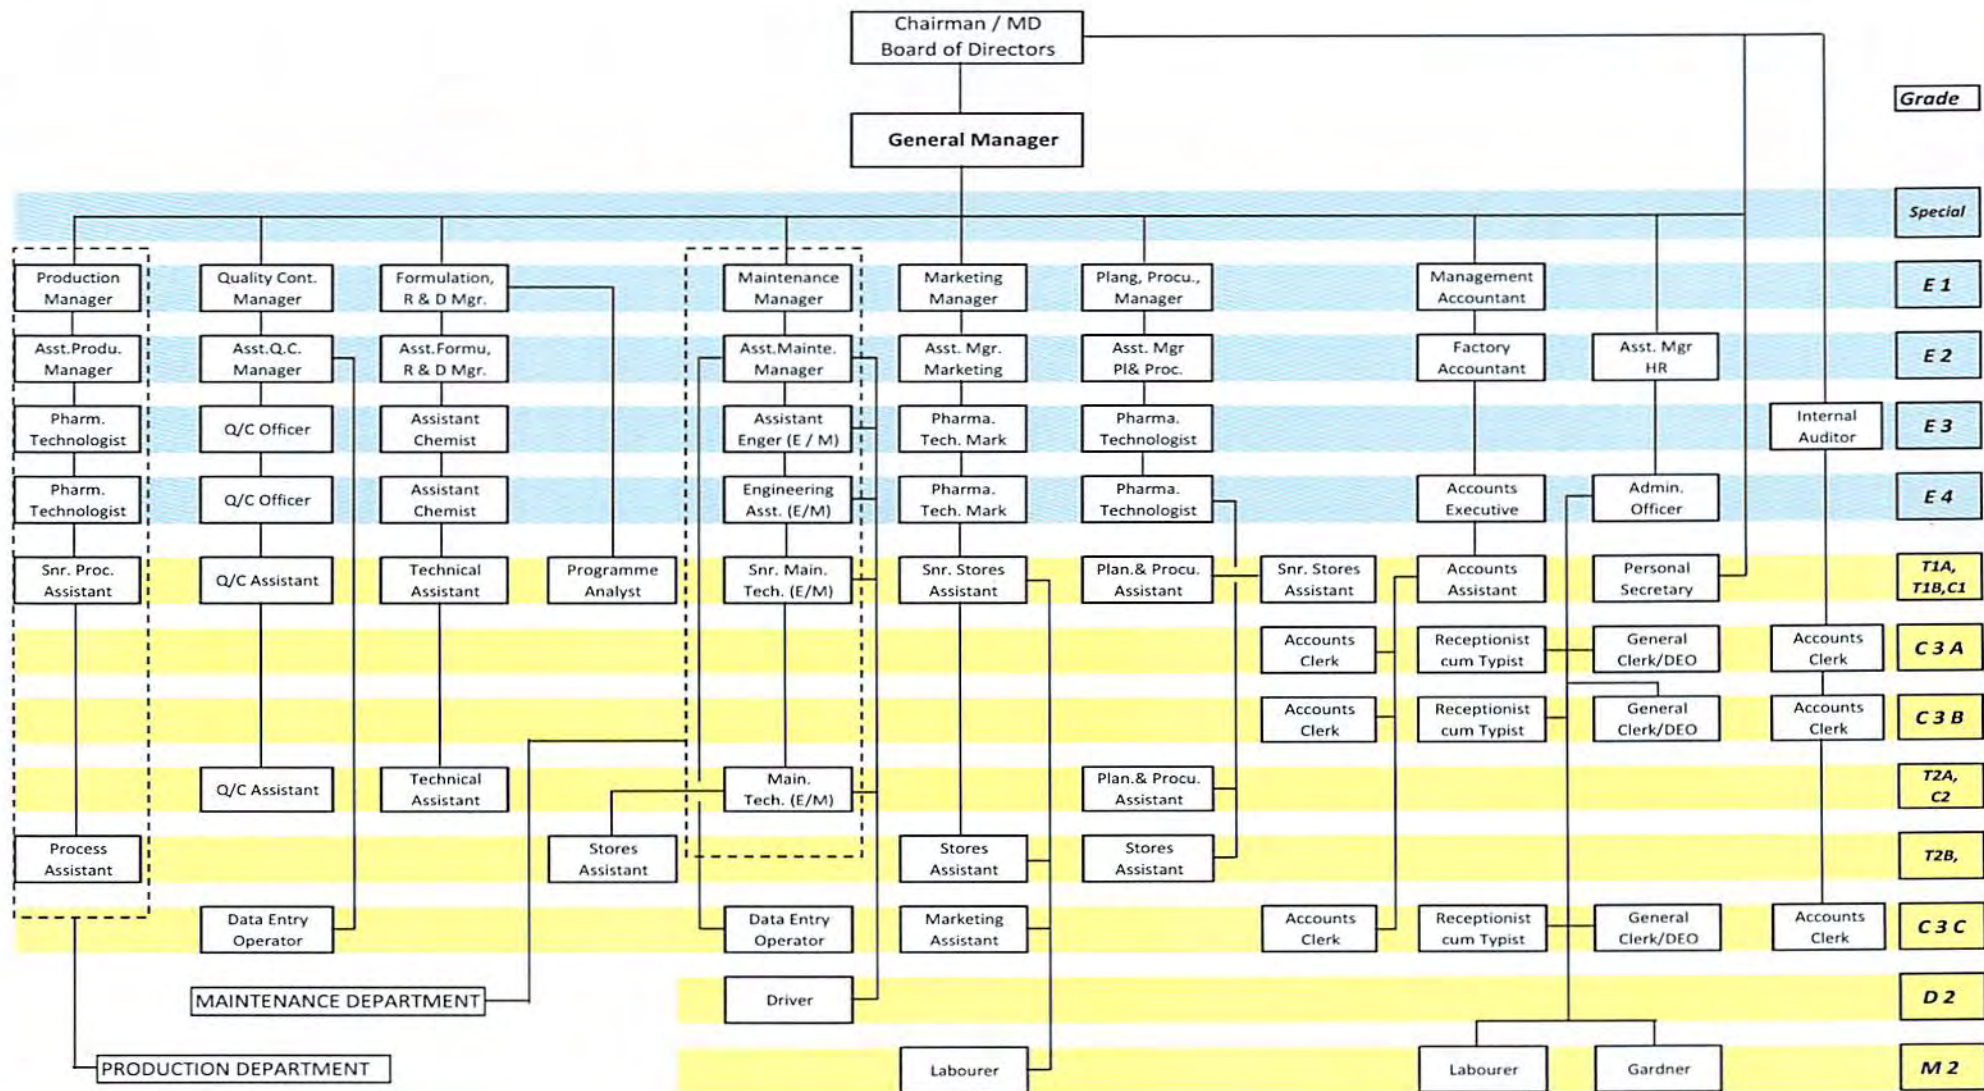 Chairman / MD
Board of Directors
Grade
General Manager
Special
Production
Manager
Quality Cont.
Manager
Formulation,
R & D Mgr.
Maintenance
Manager
Marketing
Manager
Plang, Procu.,
Manager
Management
Accountant
E 1
Asst.Produ.
Manager
Asst.Q.C.
Manager
Asst.Formu,
R & D Mgr.
Asst.Mainte.
Manager
Asst. Mgr.
Marketing
Asst. Mgr
Pl& Proc.
Factory
Accountant
Asst. Mgr
HR
E 2
Pharm.
Technologist
Q/C Officer
Assistant
Chemist
Assistant
Enger (E / M)
Pharma.
Tech. Mark
Pharma.
Technologist
Internal
Auditor
E 3
Pharm.
Technologist
Q/C Officer
Assistant
Chemist
Engineering
Asst. (E/M)
Pharma.
Tech. Mark
Pharma.
Technologist
Accounts
Executive
Admin.
Officer
E 4
Snr. Proc.
Assistant
Q/C Assistant
Technical
Assistant
Programme
Analyst
Snr. Main.
Tech. (E/M)
Snr. Stores
Assistant
Plan.& Procu.
Assistant
Snr. Stores
Assistant
Accounts
Assistant
Personal
Secretary
T1A,
T1B,C1
Accounts
Clerk
Receptionist
cum Typist
General
Clerk/DEO
Accounts
Clerk
C 3 A
Accounts
Clerk
Receptionist
cum Typist
General
Clerk/DEO
Accounts
Clerk
C 3 B
Q/C Assistant
Technical
Assistant
Main.
Tech. (E/M)
Plan.& Procu.
Assistant
T2A,
C2
Process
Assistant
Stores
Assistant
Stores
Assistant
Stores
Assistant
T2B,
Data Entry
Operator
Data Entry
Operator
Marketing
Assistant
Accounts
Clerk
Receptionist
cum Typist
General
Clerk/DEO
Accounts
Clerk
C 3 C
MAINTENANCE DEPARTMENT
Driver
D 2
PRODUCTION DEPARTMENT
Labourer
Labourer
Gardner
M 2